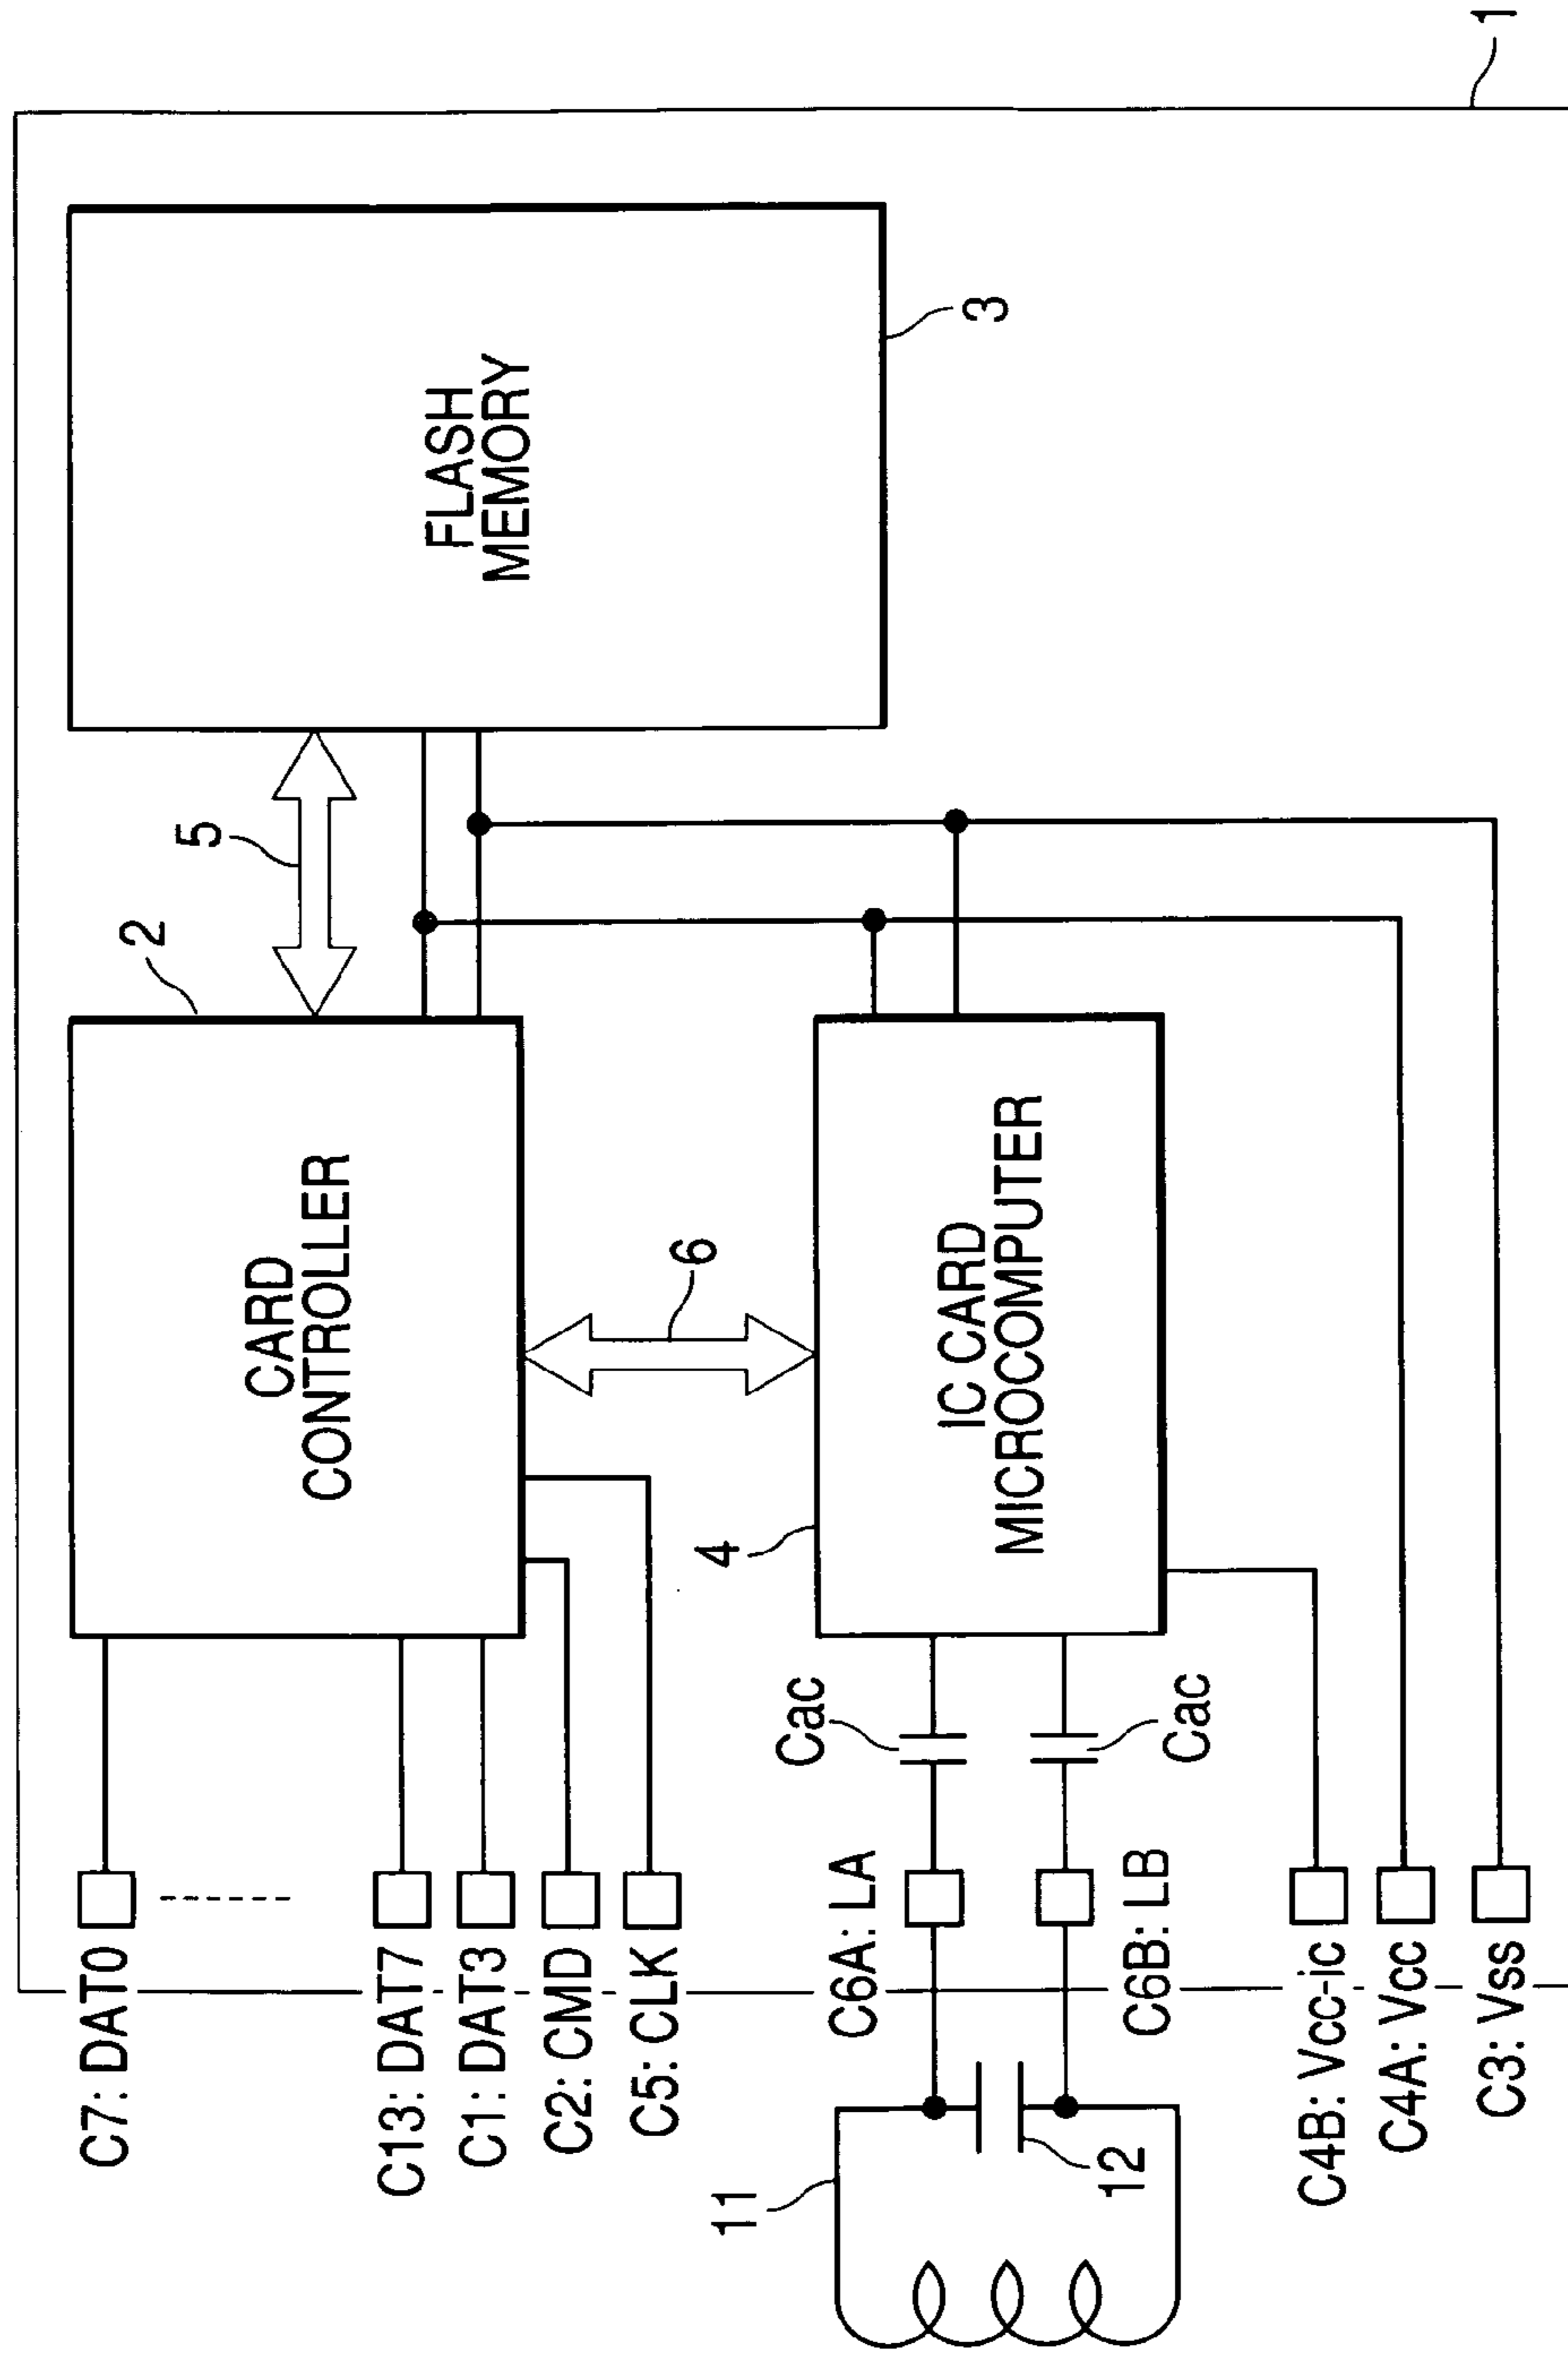 1
2
5
FLASH
MEMORY
3
CARD
CONTROLLER
6
4
IC CARD
MICROCOMPUTER
C7: DAT0
C13: DAT7
C1: DAT3
C2: CMD
C5: CLK
Cac
Cac
C6A: LA
C6B: LB
11
12
C4B: Vcc-ic
C4A: Vcc
C3: Vss